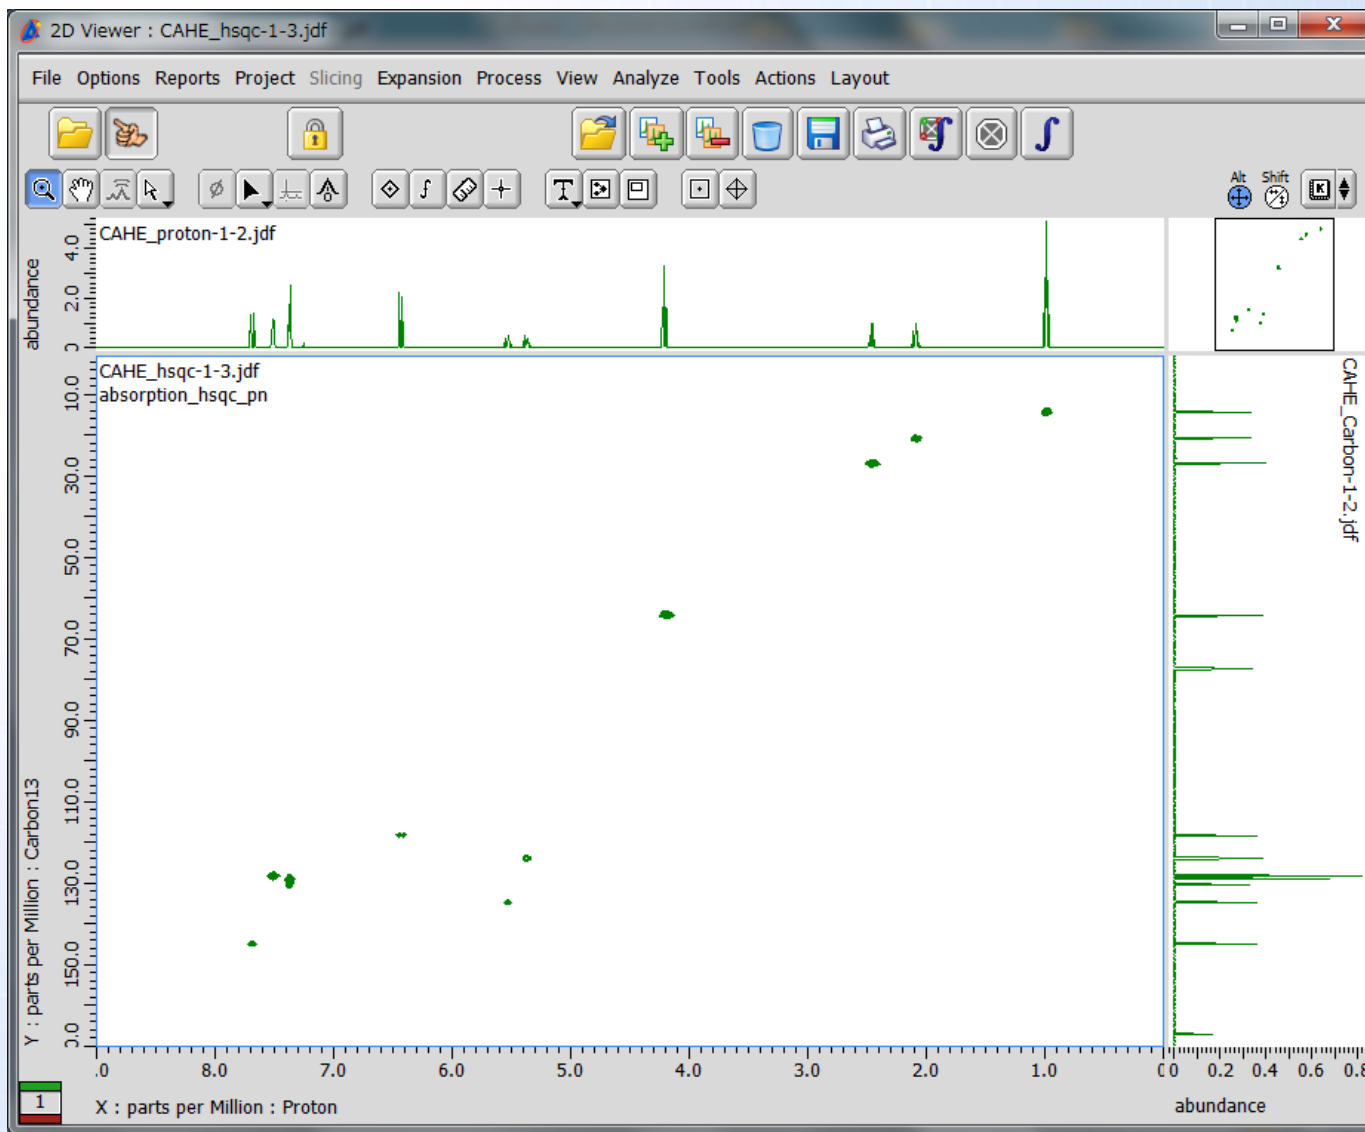 2D Viewer : CAHE_hsqc-1-3.jdf
File Options Reports Project Slicing Expansion Process View Analyze Tools Actions Layout
Alt Shift
K
CAHE_proton-1-2.jdf
abundance
4.0
2.0
CAHE_hsqc-1-3.jdf
absorption_hsqc_pn
CAHE_Carbon-1-2.jdf
10.0
30.0
50.0
70.0
90.0
110.0
130.0
150.0
Y : parts per Million : Carbon13
.0 8.0 7.0 6.0 5.0 4.0 3.0 2.0 1.0
0 0.2 0.4 0.6 0.8
1
X : parts per Million : Proton
abundance